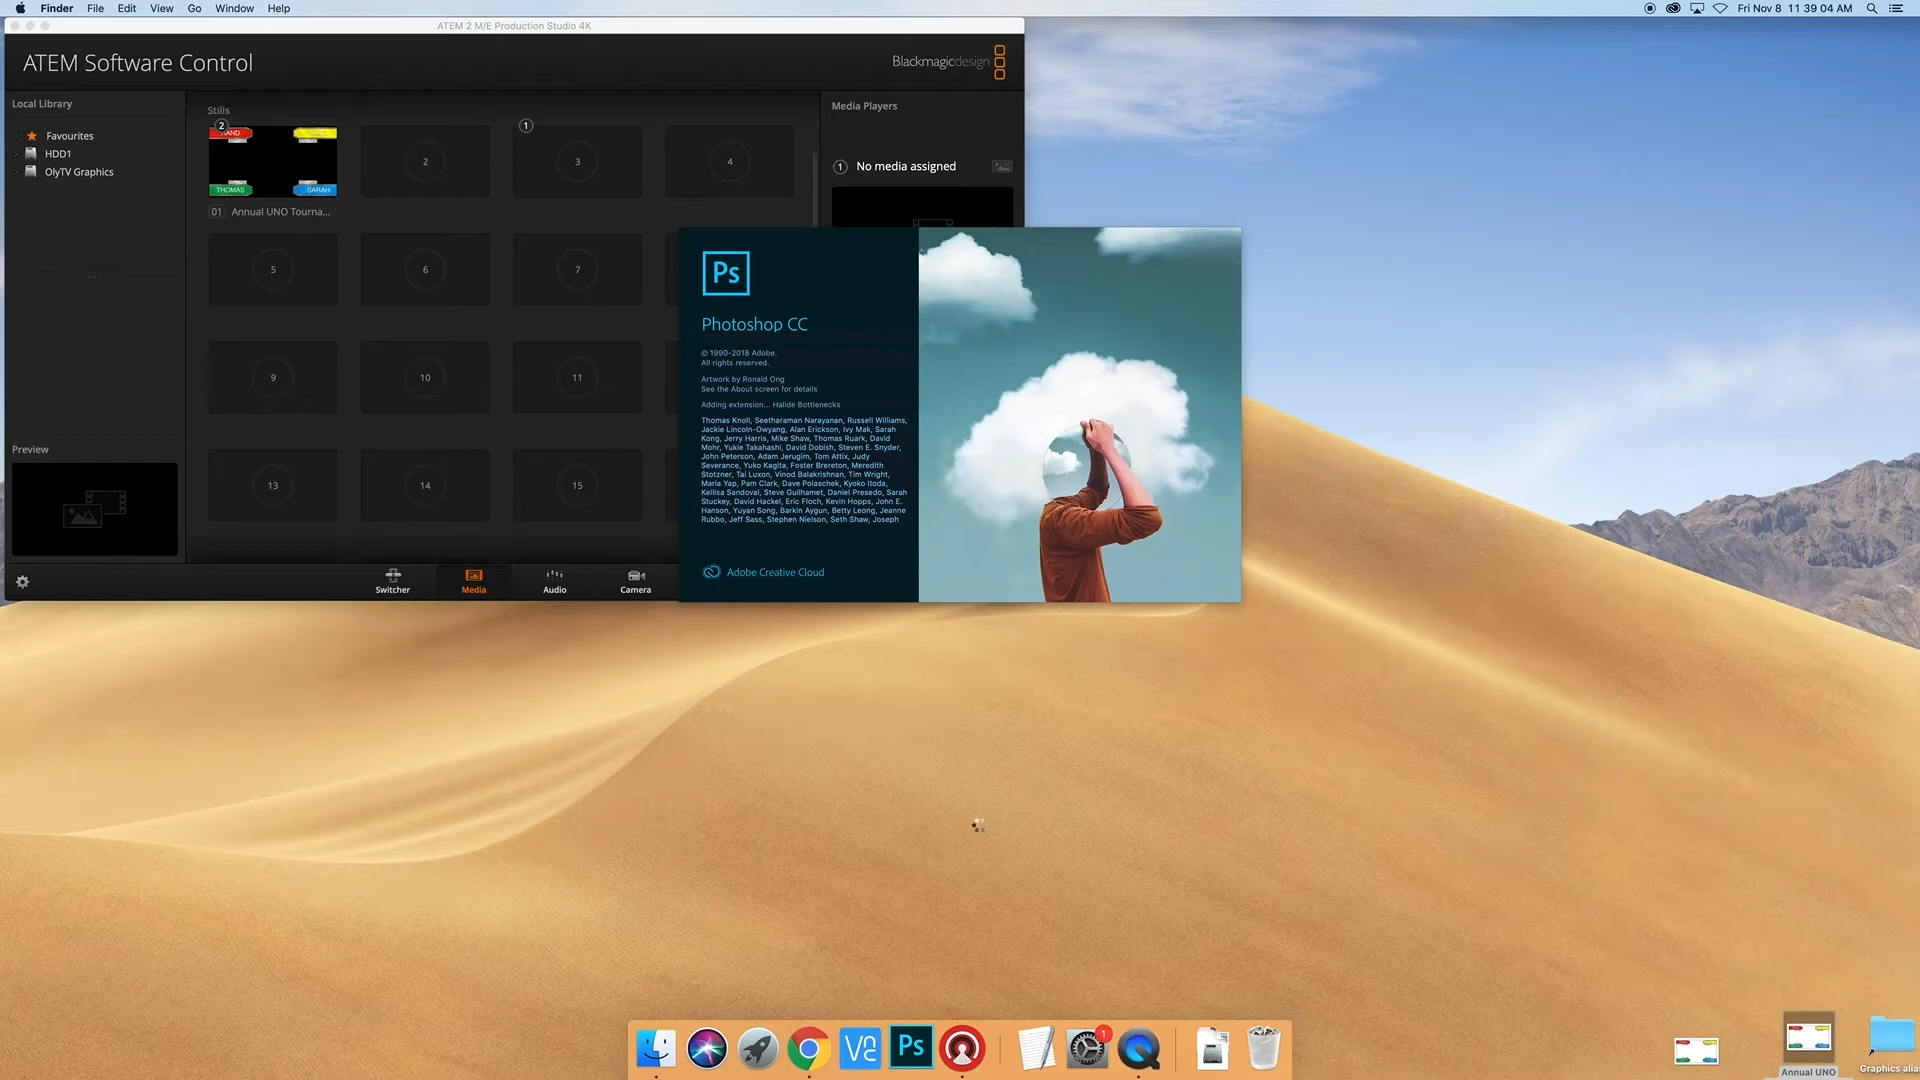 Finder File Edit View Go Window Help
Fri Nov 8 11 39 04 AM
ATEM 2 M/E Production Studio 4K
ATEM Software Control
Blackmagicdesign
Local Library
Favourites
HDD1
OlyTV Graphics
Stills
2
THOMAS
SARAH
01 Annual UNO Tourna...
2
1
3
4
5
6
7
9
10
11
13
14
15
Media Players
1 No media assigned
Preview
Switcher
Media
Audio
Camera
Ps
Photoshop CC
© 1990-2018 Adobe.
All rights reserved.
Artwork by Ronald Ong
See the About screen for details
Adding extension... Halide Bottlenecks
Thomas Knoll, Seetharaman Narayanan, Russell Williams,
Jackie Lincoln-Owyang, Alan Erickson, Ivy Mak, Sarah
Kong, Jerry Harris, Mike Shaw, Thomas Ruark, David
Mohr, Yukie Takahashi, David Dobish, Steven E. Snyder,
John Peterson, Adam Jerugim, Tom Attix, Judy
Severance, Yuko Kagita, Foster Brereton, Meredith
Stotzner, Tai Luxon, Vinod Balakrishnan, Tim Wright,
Maria Yap, Pam Clark, Dave Polaschek, Kyoko Itoda,
Kellisa Sandoval, Steve Guilhamet, Daniel Presedo, Sarah
Stuckey, David Hackel, Eric Floch, Kevin Hopps, John E.
Hanson, Yuyan Song, Barkin Aygun, Betty Leong, Jeanne
Rubbo, Jeff Sass, Stephen Nielson, Seth Shaw, Joseph
Adobe Creative Cloud
Ps
1
Annual UNO
Graphics alia